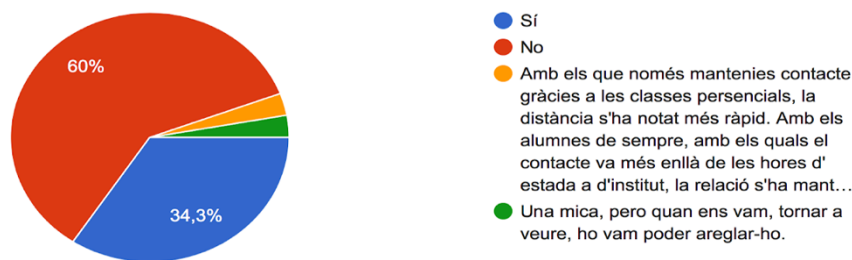 60%
34,3%
Sí
No
Amb els que només mantenies contacte
gràcies a les classes persencials, la
distància s'ha notat més ràpid. Amb els
alumnes de sempre, amb els quals el
contacte va més enllà de les hores d'
estada a d'institut, la relació s'ha mant…
Una mica, pero quan ens vam, tornar a
veure, ho vam poder areglar-ho.